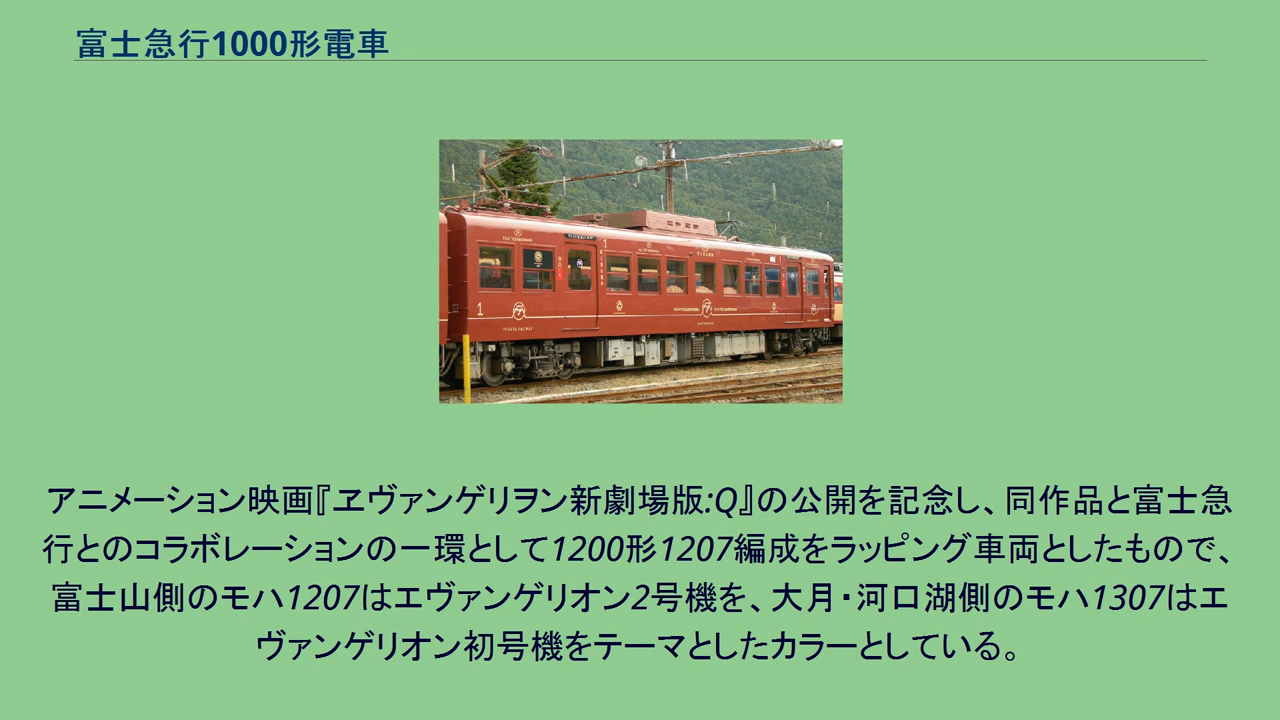 富士急行1000形電車
1
1
アニメーション映画『ヱヴァンゲリヲン新劇場版:Q』の公開を記念し、同作品と富士急
行とのコラボレーションの一環として1200形1207編成をラッピング車両としたもので、
富士山側のモハ1207はエヴァンゲリオン2号機を、大月・河口湖側のモハ1307はエ
ヴァンゲリオン初号機をテーマとしたカラーとしている。